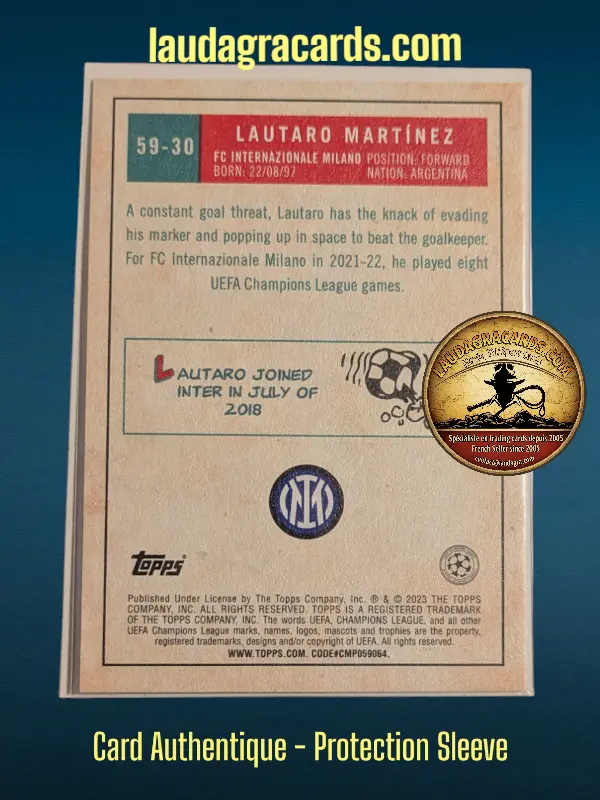 laudagracards.com
59-30
LAUTARO MARTÍNEZ
FC INTERNAZIONALE MILANO POSITION: FORWARD
BORN: 22/08/97 NATION: ARGENTINA
A constant goal threat, Lautaro has the knack of evading
his marker and popping up in space to beat the goalkeeper.
For FC Internazionale Milano in 2021-22, he played eight
UEFA Champions League games.
LAUTARO JOINED
INTER IN JULY OF
2018
LAUDAGRACARDS.COM
Spécialiste en trading cards depuis 2005
French Seller since 2005
IM
TOPPS
Published Under License by The Topps Company, Inc. ® & © 2023 THE TOPPS
COMPANY, INC. ALL RIGHTS RESERVED. TOPPS IS A REGISTERED TRADEMARK
OF THE TOPPS COMPANY, INC. The words UEFA, CHAMPIONS LEAGUE, and all other
UEFA Champions League marks, names, logos, mascots and trophies are the property,
registered trademarks, designs and/or copyright of UEFA. All rights reserved.
WWW.TOPPS.COM. CODE#CMP059064.
Card Authentique - Protection Sleeve